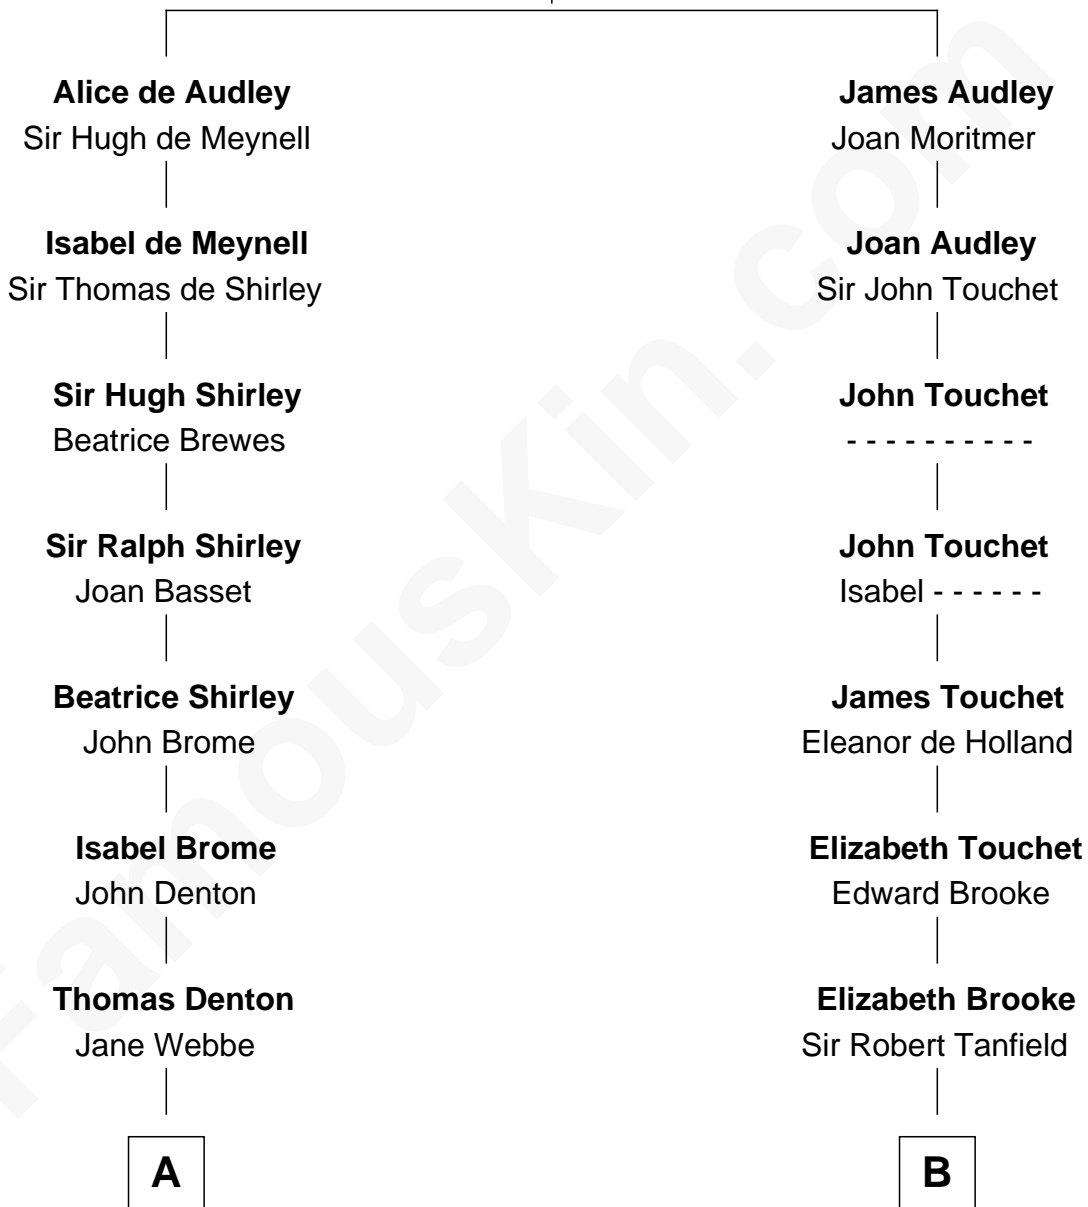 Alice de Audley
Sir Hugh de Meynell
Isabel de Meynell
Sir Thomas de Shirley
Sir Hugh Shirley
Beatrice Brewes
Sir Ralph Shirley
Joan Basset
Beatrice Shirley
John Brome
Isabel Brome
John Denton
Thomas Denton
Jane Webbe
A
James Audley
Joan Moritmer
Joan Audley
Sir John Touchet
John Touchet
- - - - - - - - - -
John Touchet
Isabel - - - - - -
James Touchet
Eleanor de Holland
Elizabeth Touchet
Edward Brooke
Elizabeth Brooke
Sir Robert Tanfield
B
FamousKin.com